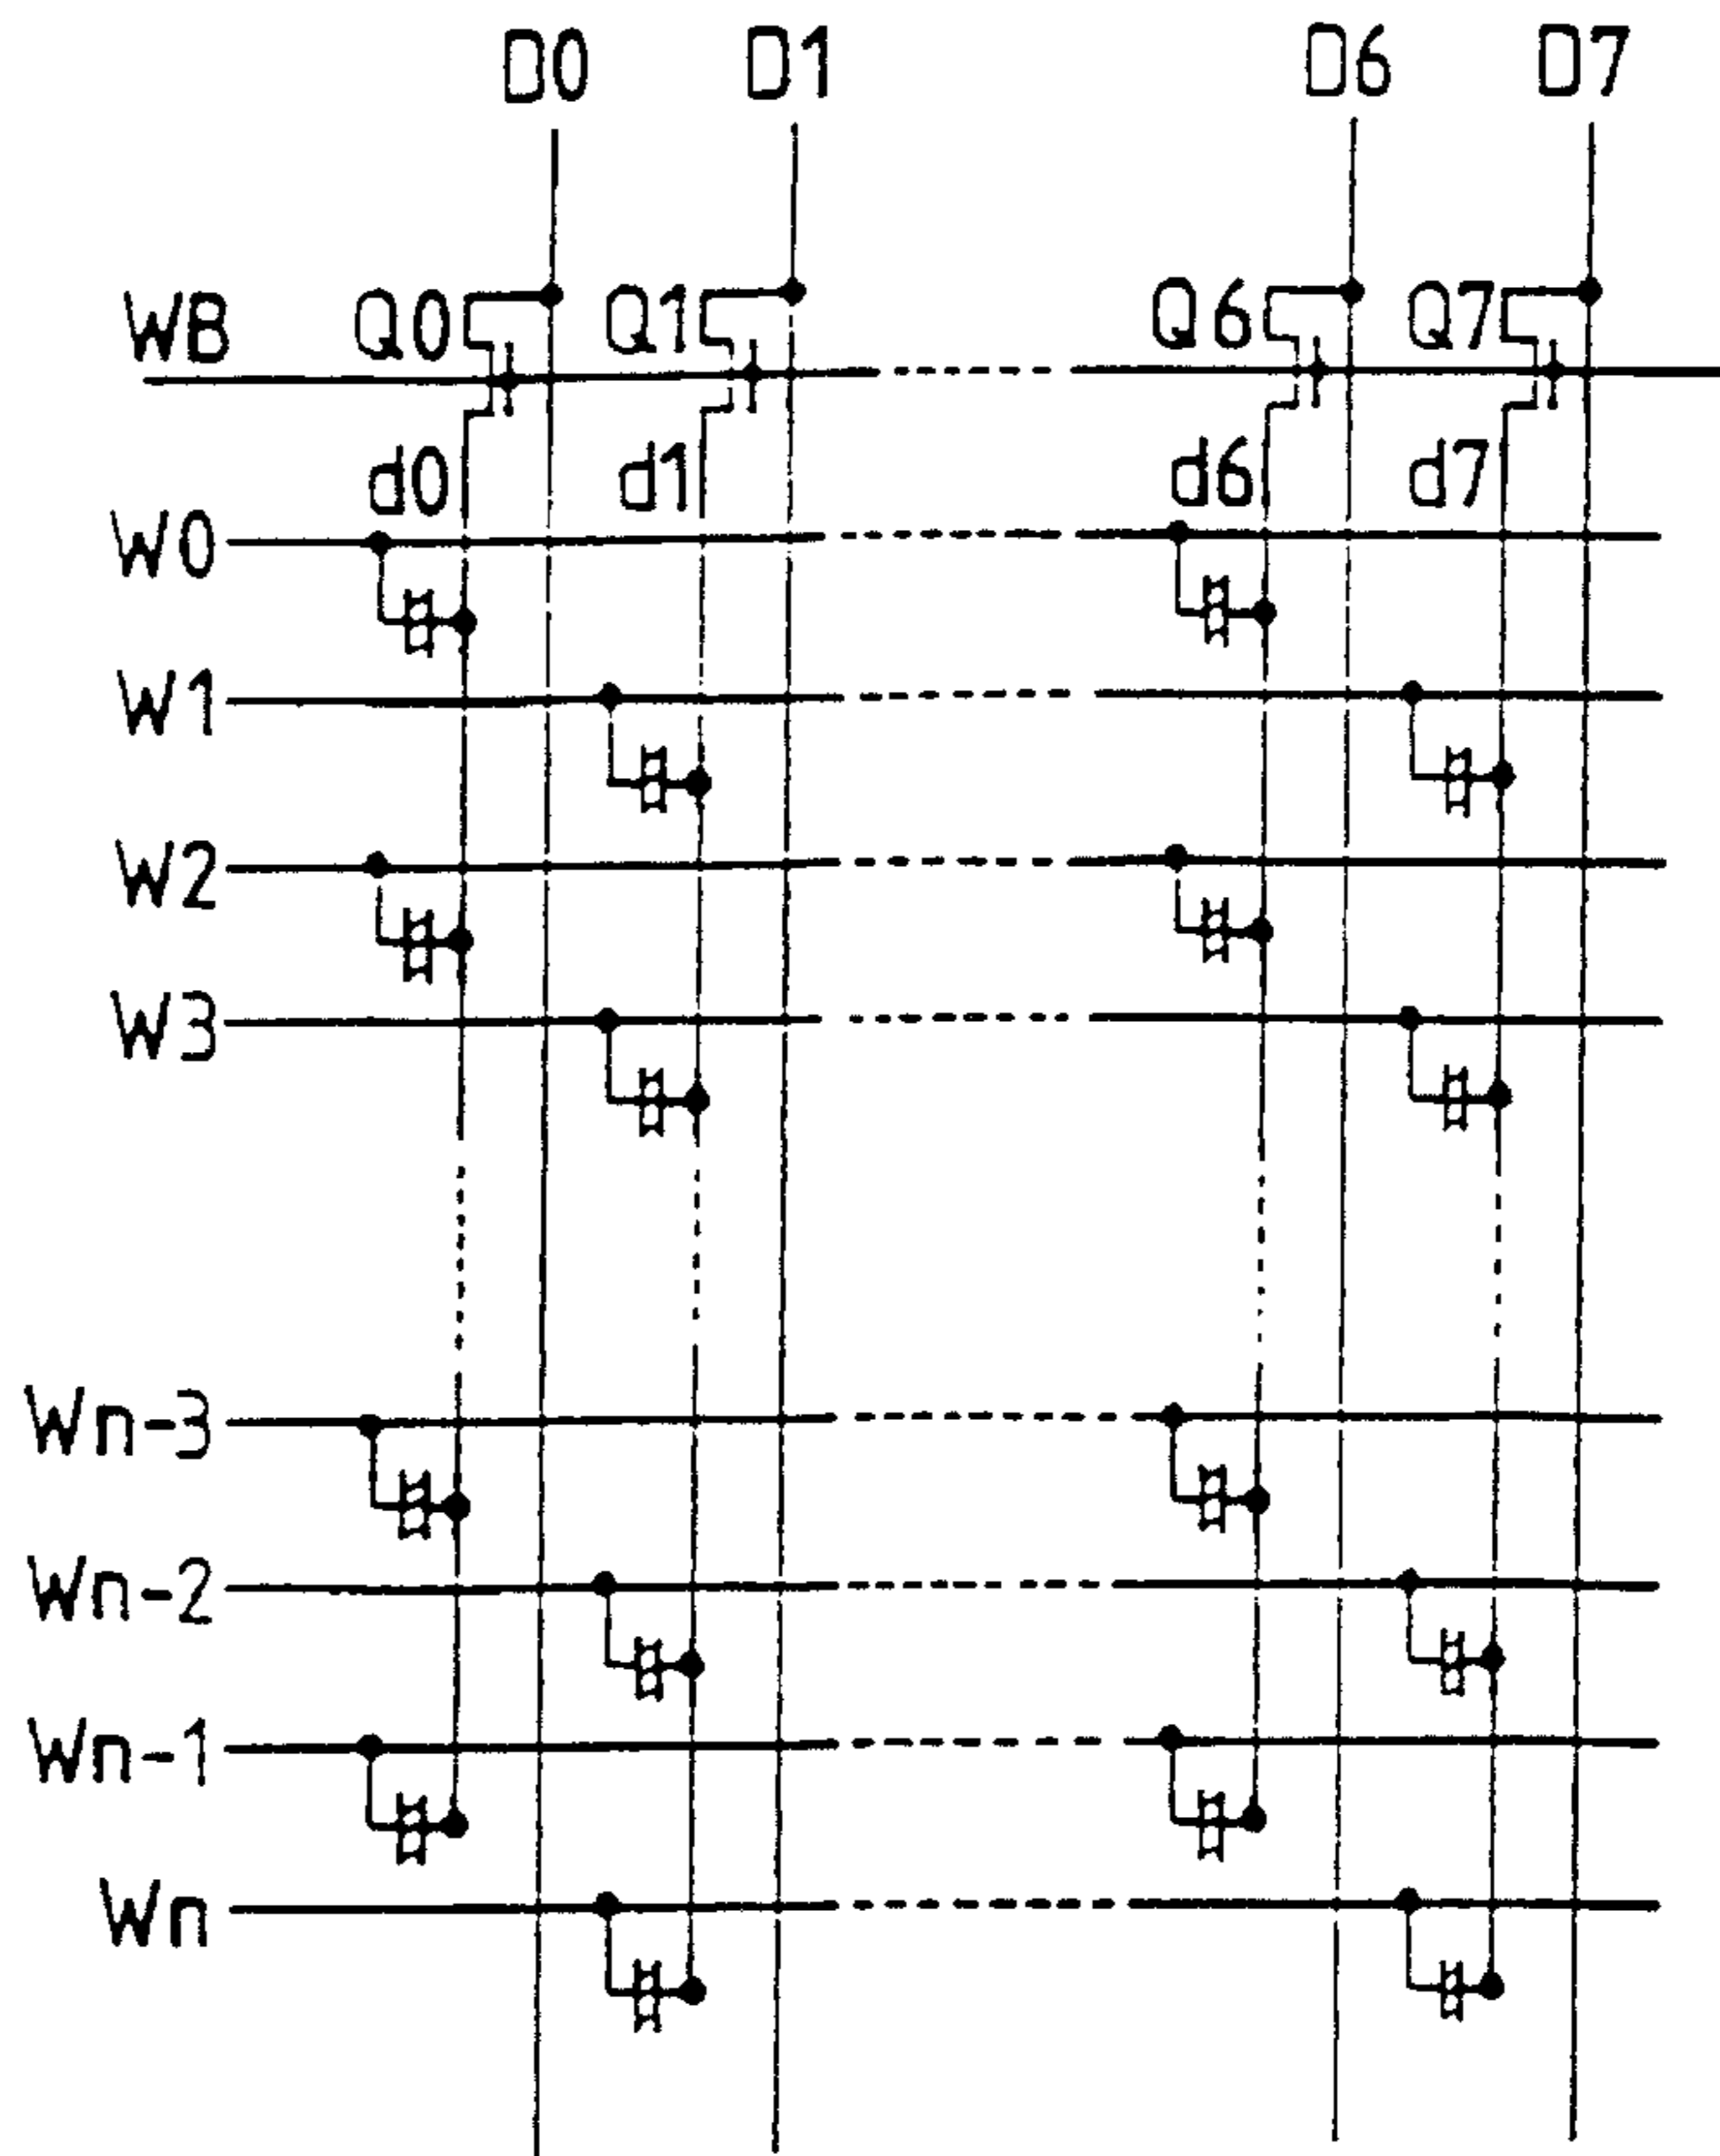 D0 D1 D6 D7
WB Q0 Q1 Q6 Q7
d0 d1 d6 d7
W0
W1
W2
W3
Wn-3
Wn-2
Wn-1
Wn